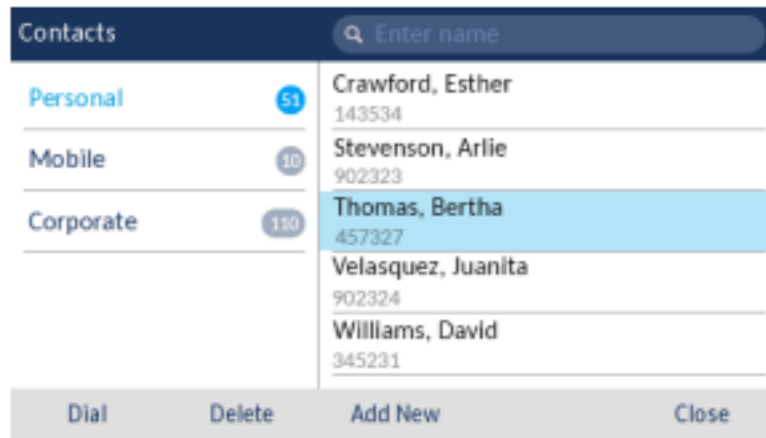 Contacts
Enter name
Personal 51
Mobile 10
Corporate 110
Crawford, Esther
143534
Stevenson, Arlie
902323
Thomas, Bertha
457327
Velasquez, Juanita
902324
Williams, David
345231
Dial Delete Add New Close